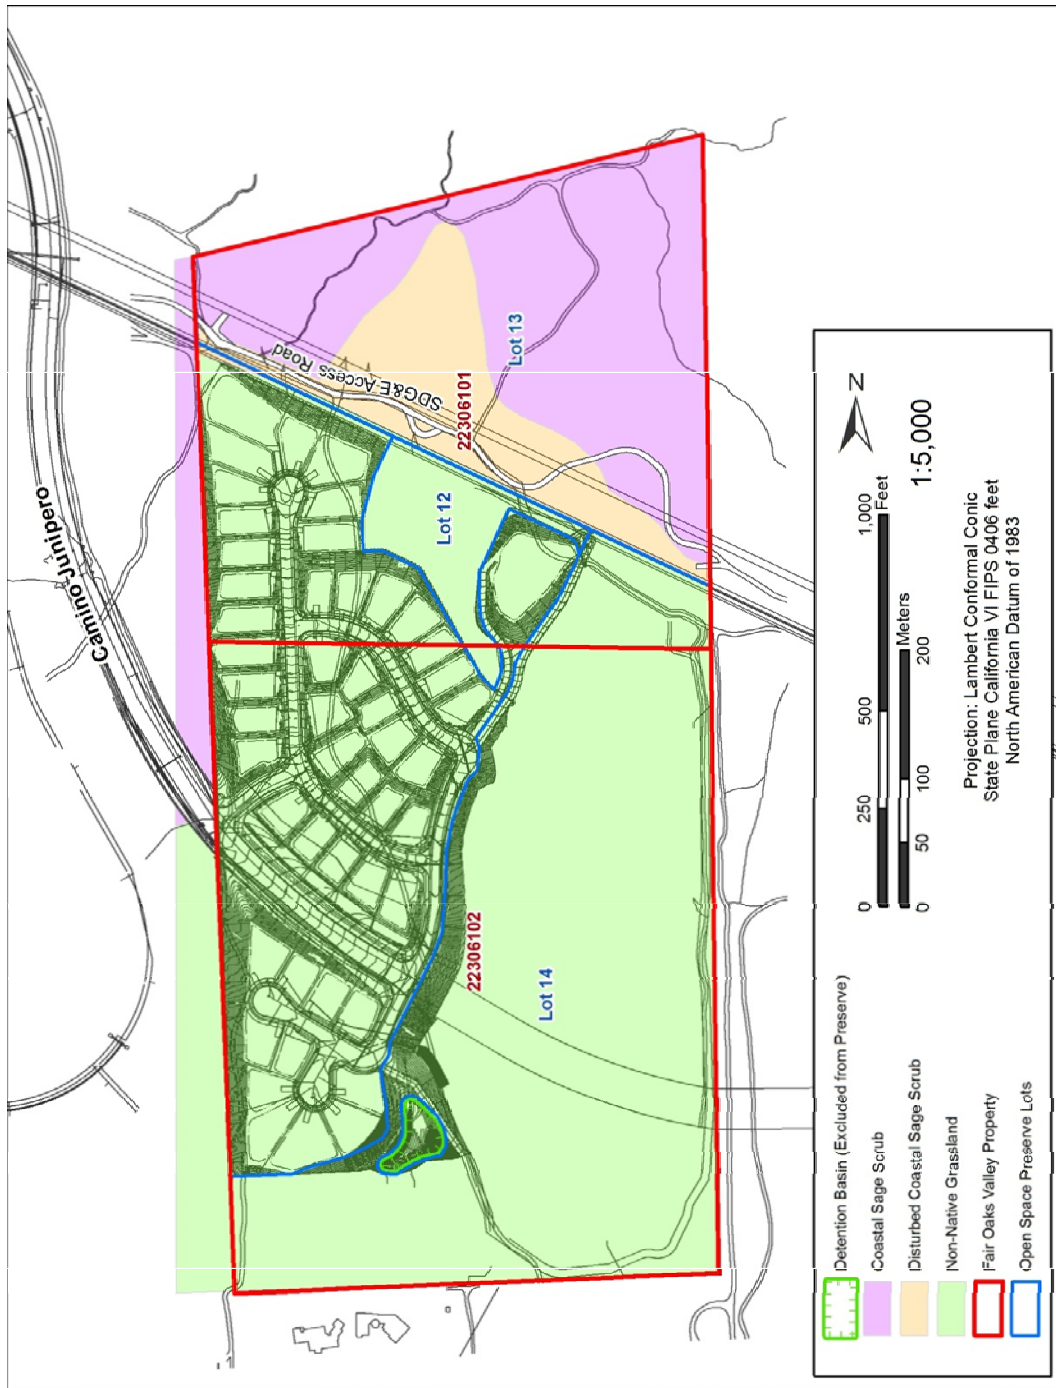 Camino Junipero
SDG&E Access Road
Lot 13
22306101
Lot 12
22306102
Lot 14
Detention Basin (Excluded from Preserve)
Coastal Sage Scrub
Disturbed Coastal Sage Scrub
Non-Native Grassland
Fair Oaks Valley Property
Open Space Preserve Lots
0 250 500 1,000
Feet
Meters
0 50 100 200
N
1:5,000
Projection: Lambert Conformal Conic
State Plane California VI FIPS 0406 feet
North American Datum of 1983